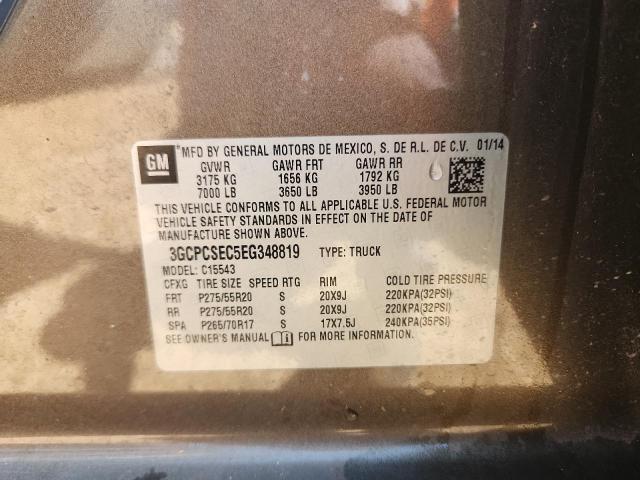 GM
MFD BY GENERAL MOTORS DE MEXICO, S. DE R.L. DE C.V. 01/14
GVWR GAWR FRT GAWR RR
3175 KG 1656 KG 1792 KG
7000 LB 3650 LB 3950 LB
THIS VEHICLE CONFORMS TO ALL APPLICABLE U.S. FEDERAL MOTOR
VEHICLE SAFETY STANDARDS IN EFFECT ON THE DATE OF
MANUFACTURE SHOWN ABOVE.
3GCPCSEC5EG348819 TYPE: TRUCK
MODEL: C15543
CFXG TIRE SIZE SPEED RTG RIM COLD TIRE PRESSURE
FRT P275/55R20 S 20X9J 220KPA(32PSI)
RR P275/55R20 S 20X9J 220KPA(32PSI)
SPA P265/70R17 S 17X7.5J 240KPA(35PSI)
SEE OWNER'S MANUAL FOR MORE INFORMATION.